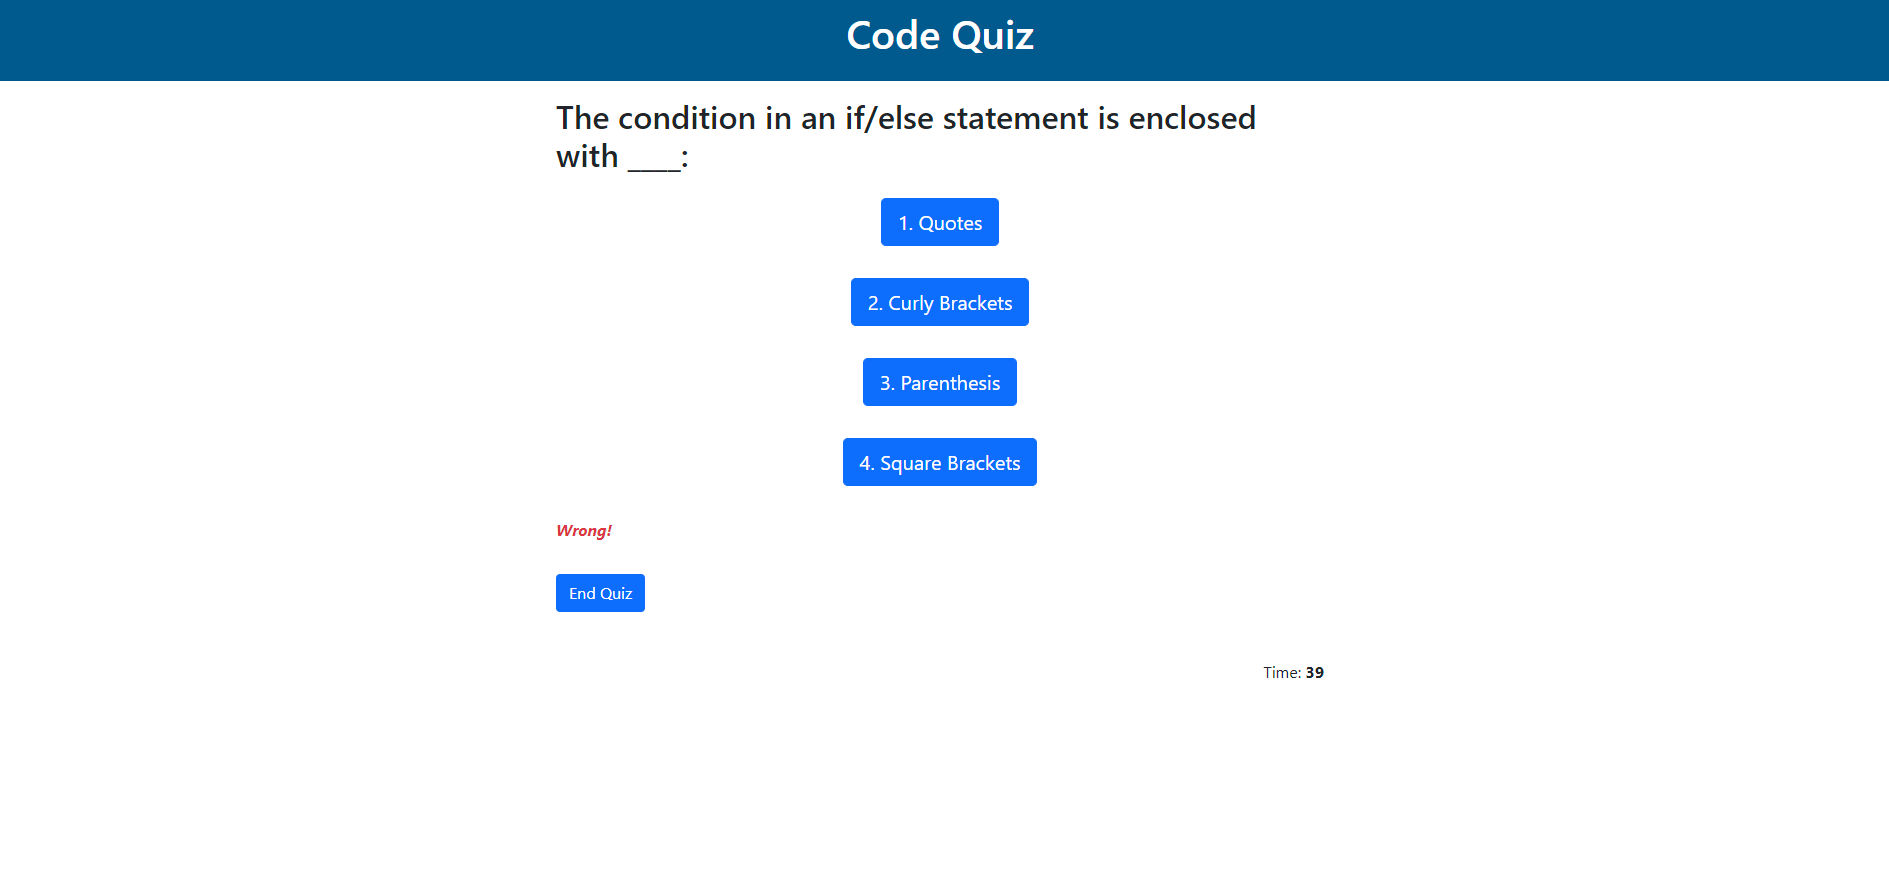 Code Quiz
The condition in an if/else statement is enclosed
with ____:
1. Quotes
2. Curly Brackets
3. Parenthesis
4. Square Brackets
Wrong!
End Quiz
Time: 39